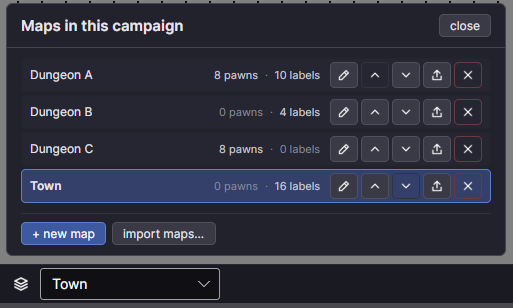 Maps in this campaign close
Dungeon A 8 pawns · 10 labels
Dungeon B 0 pawns · 4 labels
Dungeon C 8 pawns · 0 labels
Town 0 pawns · 16 labels
+ new map import maps...
Town